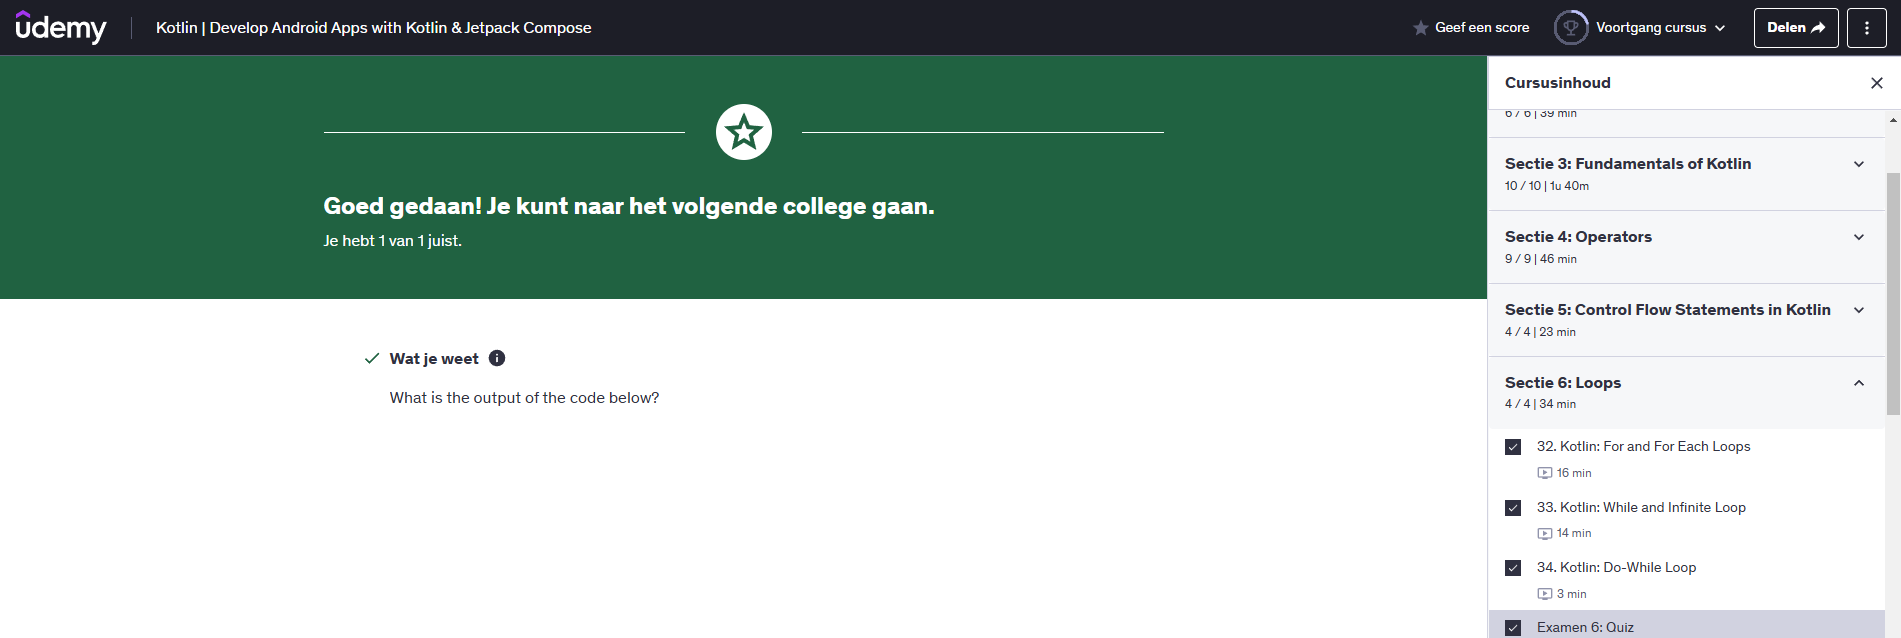 udemy
Kotlin | Develop Android Apps with Kotlin & Jetpack Compose
Geef een score
Voortgang cursus
Delen
Goed gedaan! Je kunt naar het volgende college gaan.
Je hebt 1 van 1 juist.
Wat je weet
What is the output of the code below?
Cursusinhoud
6 / 6 | 39 min
Sectie 3: Fundamentals of Kotlin
10 / 10 | 1u 40m
Sectie 4: Operators
9 / 9 | 46 min
Sectie 5: Control Flow Statements in Kotlin
4 / 4 | 23 min
Sectie 6: Loops
4 / 4 | 34 min
32. Kotlin: For and For Each Loops
16 min
33. Kotlin: While and Infinite Loop
14 min
34. Kotlin: Do-While Loop
3 min
Examen 6: Quiz